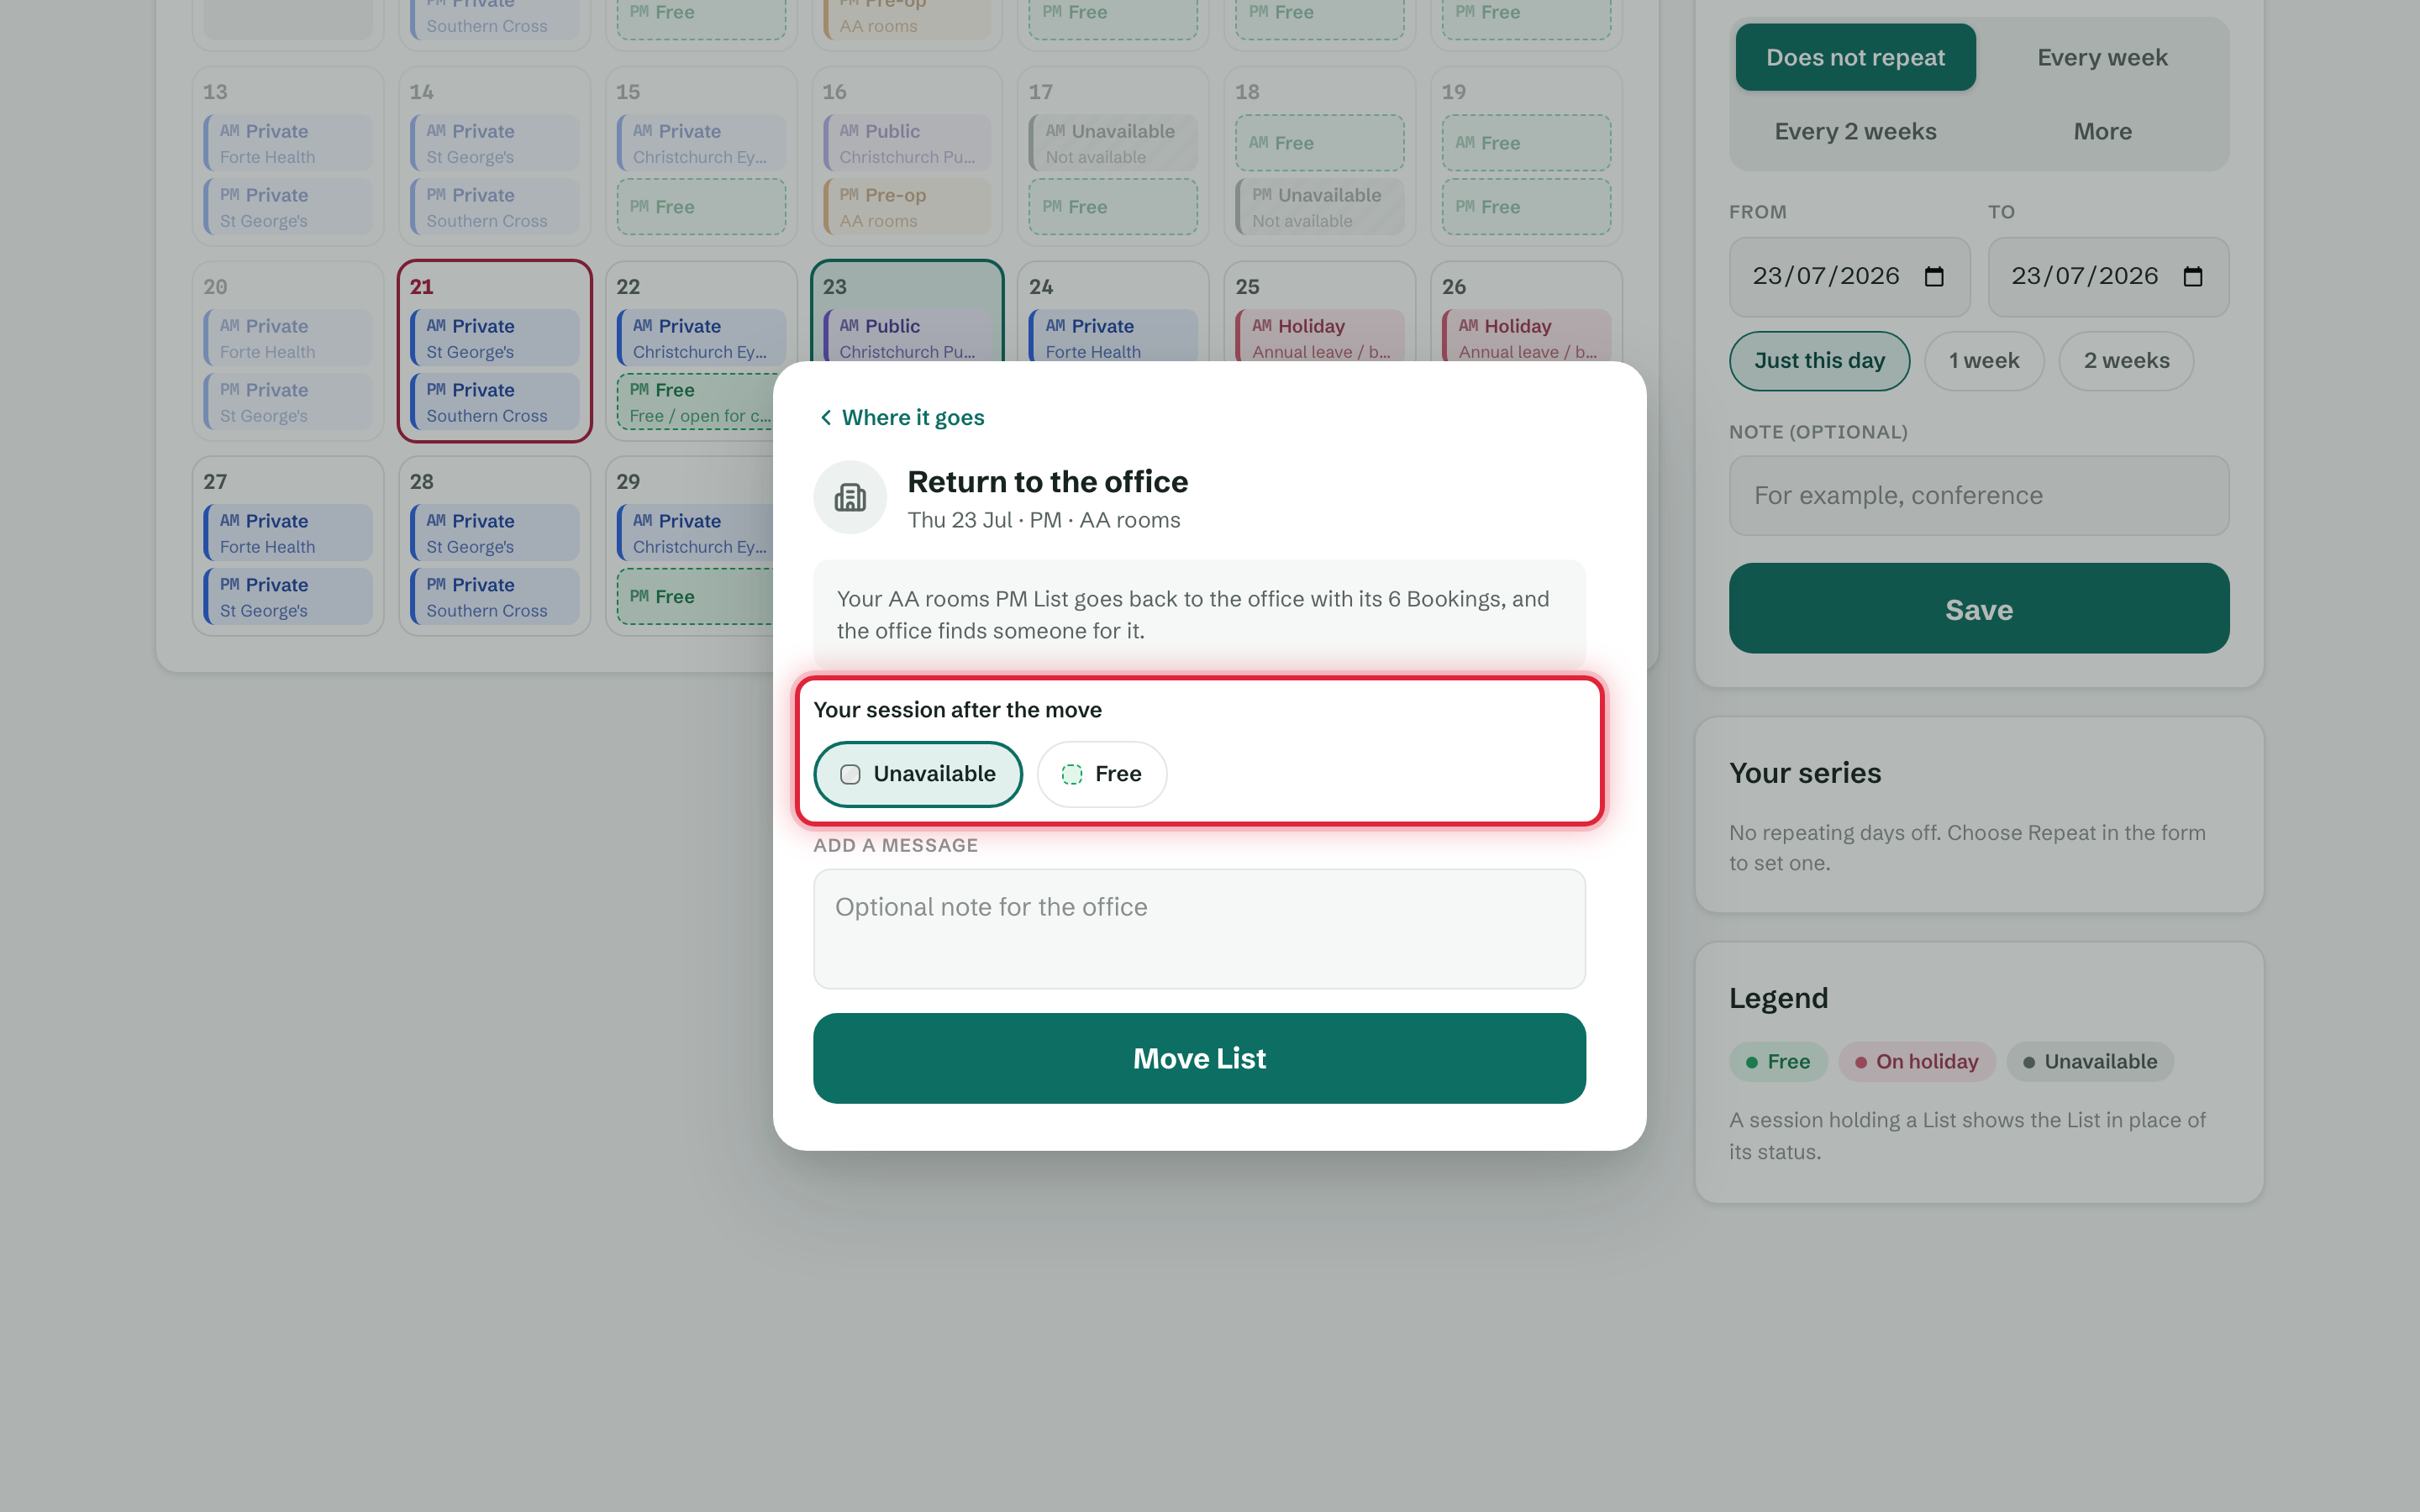 PM Private
Southern Cross
PM Free
PM Pre-op
AA rooms
PM Free
PM Free
PM Free
13
AM Private
Forte Health
PM Private
St George's
14
AM Private
St George's
PM Private
Southern Cross
15
AM Private
Christchurch Ey...
PM Free
16
AM Public
Christchurch Pu...
PM Pre-op
AA rooms
17
AM Unavailable
Not available
PM Free
18
AM Free
PM Unavailable
Not available
19
AM Free
PM Free
20
AM Private
Forte Health
PM Private
St George's
21
AM Private
St George's
PM Private
Southern Cross
22
AM Private
Christchurch Ey...
PM Free
Free / open for c...
23
AM Public
Christchurch Pu...
24
AM Private
Forte Health
25
AM Holiday
Annual leave / b...
26
AM Holiday
Annual leave / b...
27
AM Private
Forte Health
PM Private
St George's
28
AM Private
St George's
PM Private
Southern Cross
29
AM Private
Christchurch Ey...
PM Free
Where it goes
Return to the office
Thu 23 Jul · PM · AA rooms
Your AA rooms PM List goes back to the office with its 6 Bookings, and
the office finds someone for it.
Your session after the move
Unavailable
Free
ADD A MESSAGE
Optional note for the office
Move List
Does not repeat
Every week
Every 2 weeks
More
FROM
TO
23/07/2026
23/07/2026
Just this day
1 week
2 weeks
NOTE (OPTIONAL)
For example, conference
Save
Your series
No repeating days off. Choose Repeat in the form
to set one.
Legend
Free
On holiday
Unavailable
A session holding a List shows the List in place of
its status.